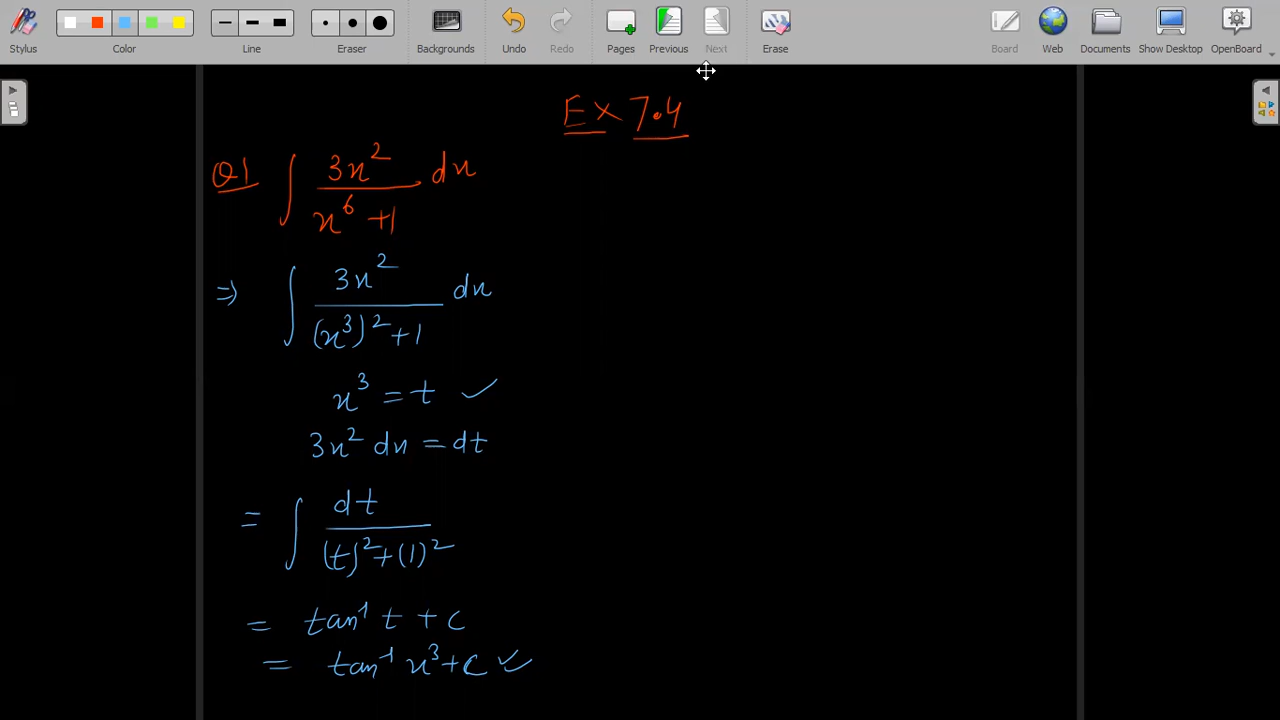 Stylus Color Line Eraser Backgrounds Undo Redo Pages Previous Next Erase Board Web Documents Show Desktop OpenBoard
Ex 7.4
Q1 ∫ 3x² / (x⁶ + 1) dx
⇒ ∫ 3x² / ((x³)² + 1) dx
x³ = t ✓
3x² dx = dt
= ∫ dt / ((t)² + (1)²)
= tan⁻¹ t + c
= tan⁻¹ x³ + c ✓